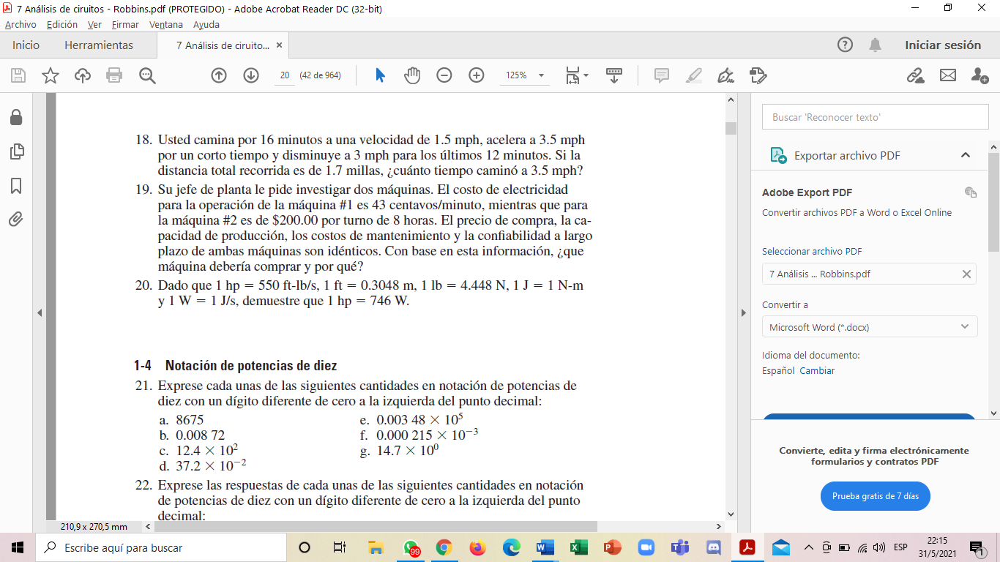 7 Análisis de ciruitos - Robbins.pdf (PROTEGIDO) - Adobe Acrobat Reader DC (32-bit)
Archivo Edición Ver Firmar Ventana Ayuda
Inicio Herramientas 7 Análisis de ciruito... × Iniciar sesión
20 (42 de 964) 125%
18. Usted camina por 16 minutos a una velocidad de 1.5 mph, acelera a 3.5 mph
por un corto tiempo y disminuye a 3 mph para los últimos 12 minutos. Si la
distancia total recorrida es de 1.7 millas, ¿cuánto tiempo caminó a 3.5 mph?
19. Su jefe de planta le pide investigar dos máquinas. El costo de electricidad
para la operación de la máquina #1 es 43 centavos/minuto, mientras que para
la máquina #2 es de $200.00 por turno de 8 horas. El precio de compra, la ca-
pacidad de producción, los costos de mantenimiento y la confiabilidad a largo
plazo de ambas máquinas son idénticos. Con base en esta información, ¿que
máquina debería comprar y por qué?
20. Dado que 1 hp = 550 ft-lb/s, 1 ft = 0.3048 m, 1 lb = 4.448 N, 1 J = 1 N-m
y 1 W = 1 J/s, demuestre que 1 hp = 746 W.
1-4 Notación de potencias de diez
21. Exprese cada unas de las siguientes cantidades en notación de potencias de
diez con un dígito diferente de cero a la izquierda del punto decimal:
a. 8675
b. 0.008 72
c. 12.4 × 10²
d. 37.2 × 10⁻²
e. 0.003 48 × 10⁵
f. 0.000 215 × 10⁻³
g. 14.7 × 10⁰
22. Exprese las respuestas de cada unas de las siguientes cantidades en notación
de potencias de diez con un dígito diferente de cero a la izquierda del punto
decimal:
210,9 x 270,5 mm
Buscar 'Reconocer texto'
Exportar archivo PDF
Adobe Export PDF
Convertir archivos PDF a Word o Excel Online
Seleccionar archivo PDF
7 Análisis ... Robbins.pdf
Convertir a
Microsoft Word (*.docx)
Idioma del documento:
Español Cambiar
Convierte, edita y firma electrónicamente
formularios y contratos PDF
Prueba gratis de 7 días
Escribe aquí para buscar
99
ESP
22:15
31/5/2021
1